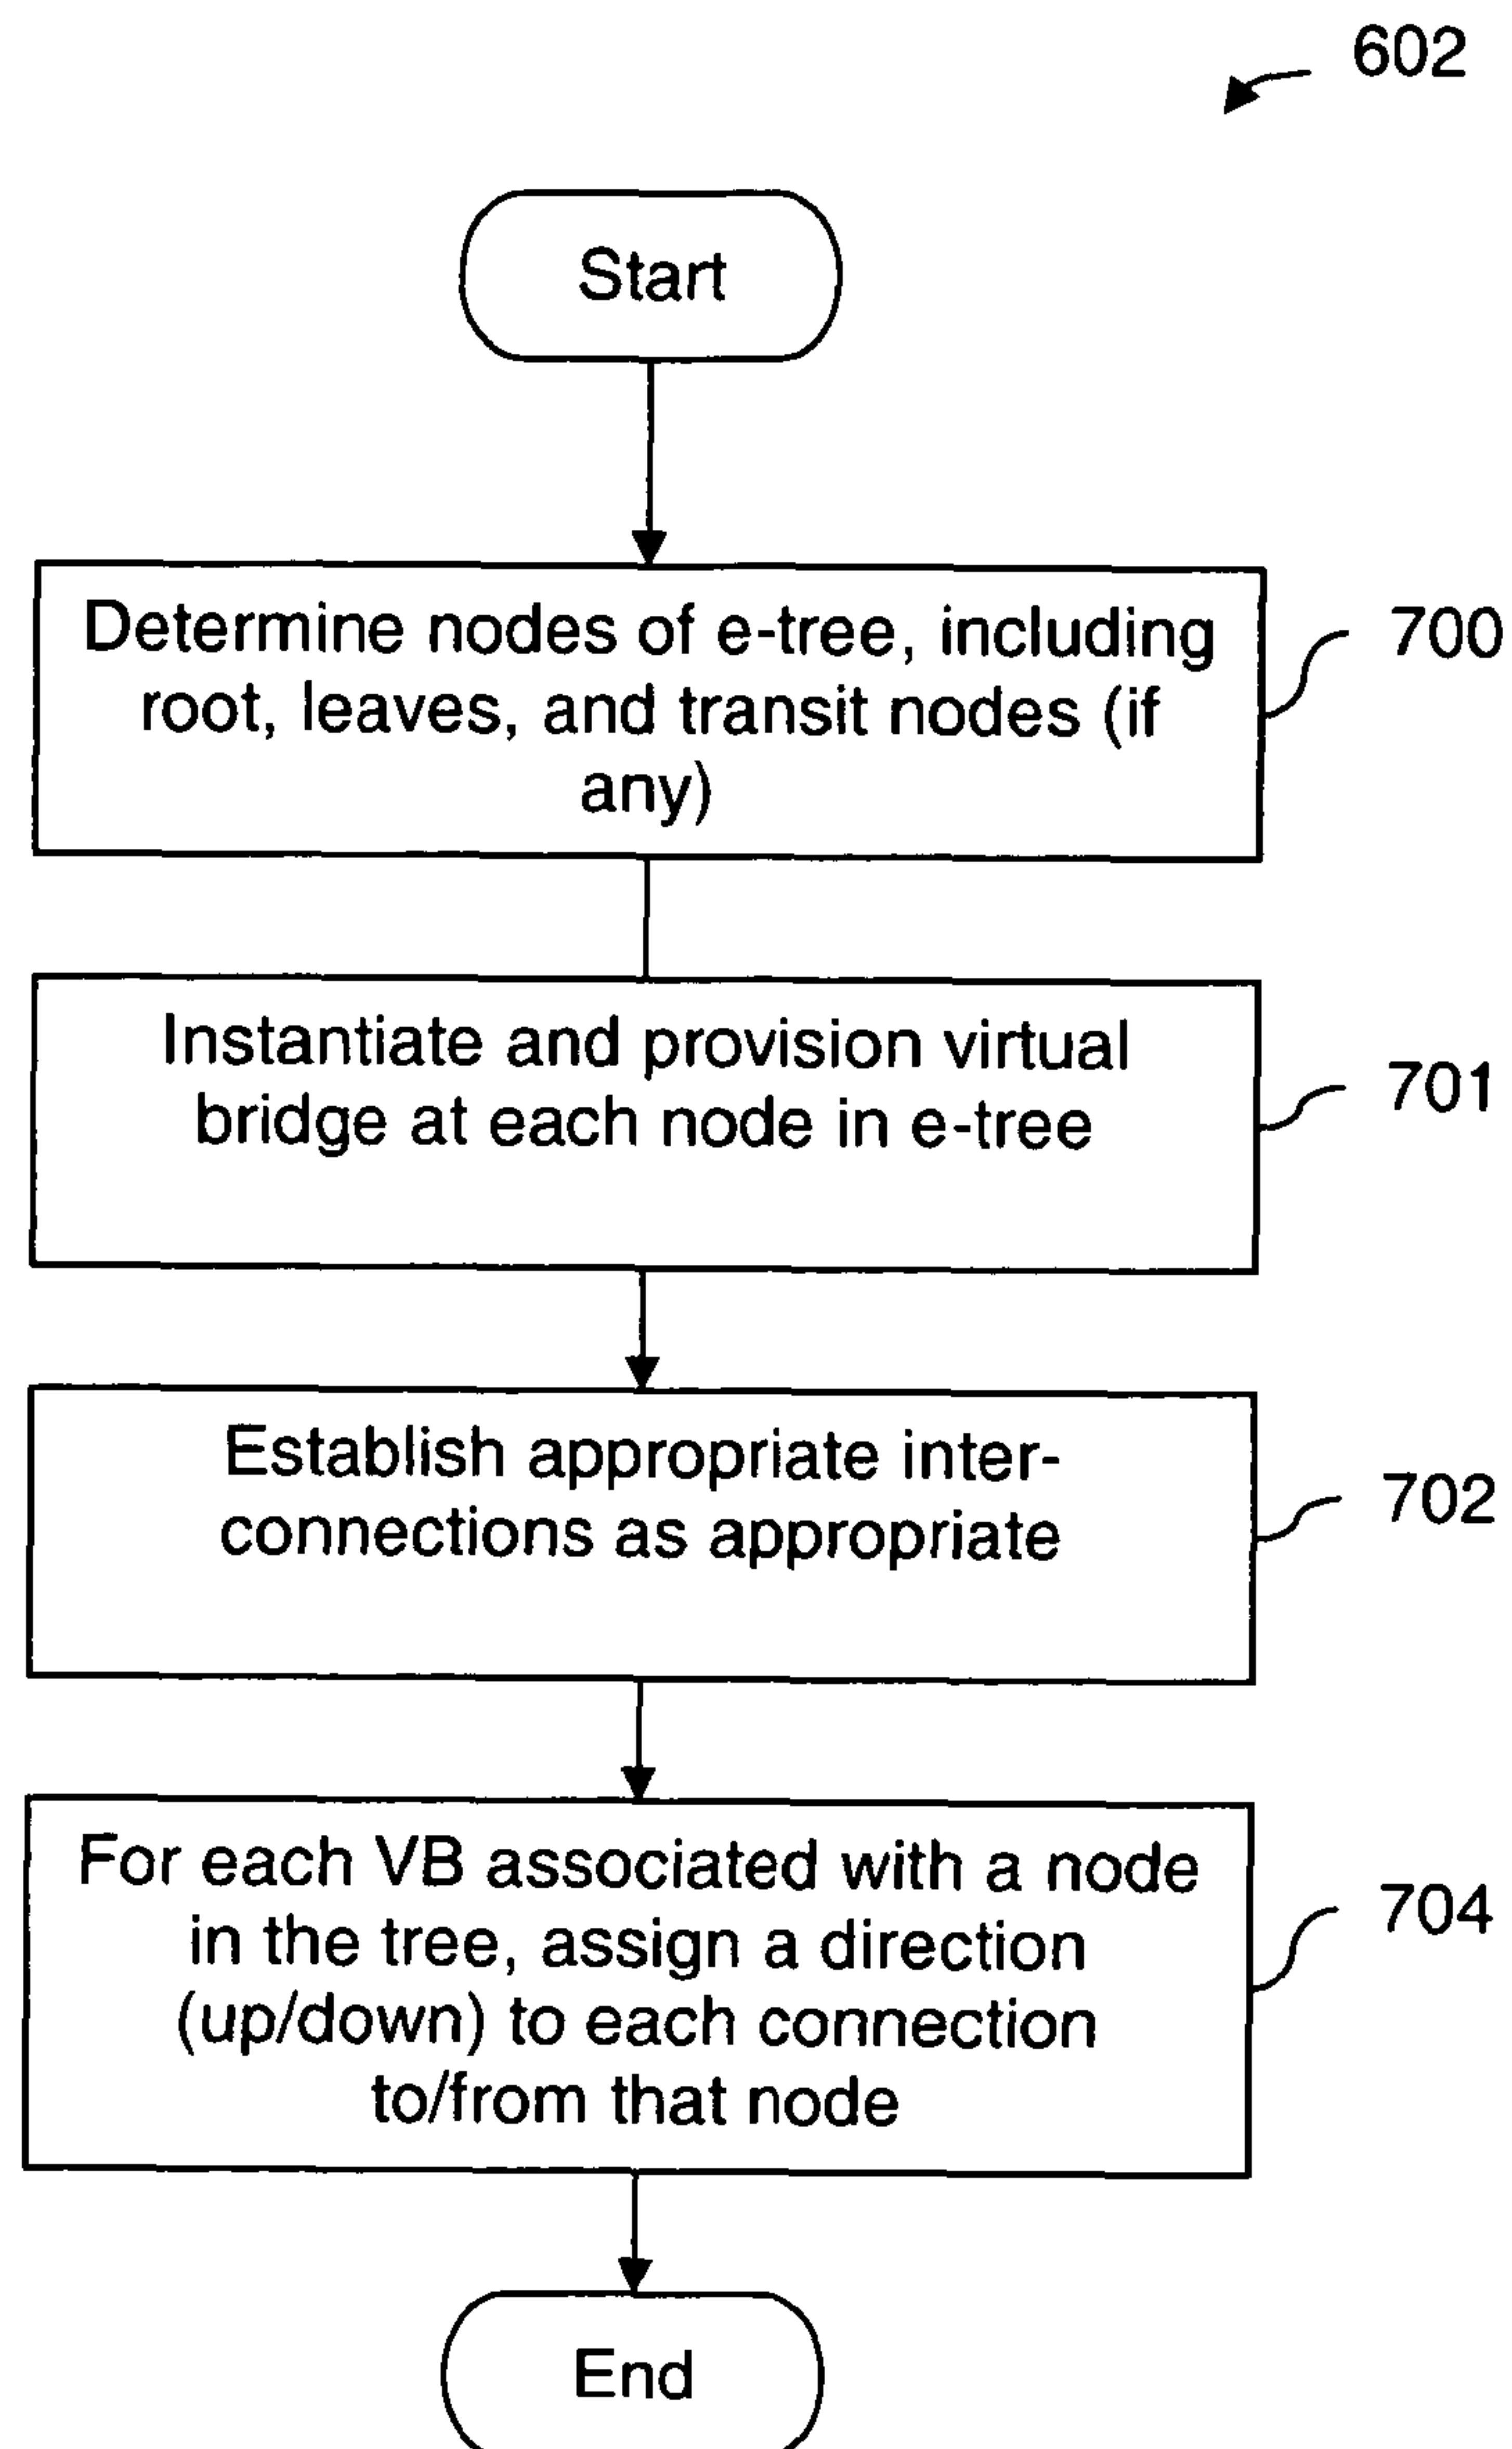 602
Start
Determine nodes of e-tree, including
root, leaves, and transit nodes (if
any)
700
Instantiate and provision virtual
bridge at each node in e-tree
701
Establish appropriate inter-
connections as appropriate
702
For each VB associated with a node
in the tree, assign a direction
(up/down) to each connection
to/from that node
704
End